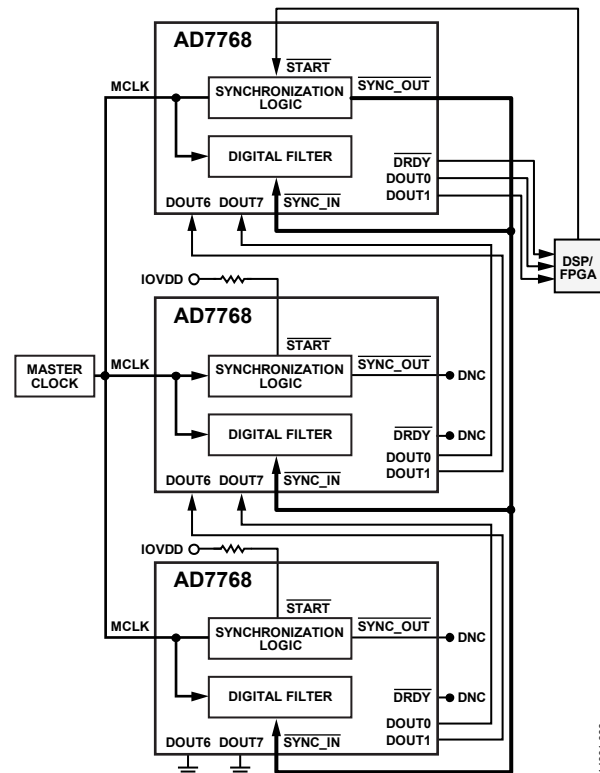 AD7768
START
MCLK
SYNCHRONIZATION
LOGIC
SYNC_OUT
DIGITAL FILTER
DRDY
DOUT0
DOUT1
DOUT6 DOUT7 SYNC_IN
DSP/
FPGA
IOVDD
AD7768
START
MASTER
CLOCK
MCLK
SYNCHRONIZATION
LOGIC
SYNC_OUT
DNC
DIGITAL FILTER
DRDY
DNC
DOUT0
DOUT1
DOUT6 DOUT7 SYNC_IN
IOVDD
AD7768
START
MCLK
SYNCHRONIZATION
LOGIC
SYNC_OUT
DNC
DIGITAL FILTER
DRDY
DNC
DOUT0
DOUT1
DOUT6 DOUT7 SYNC_IN